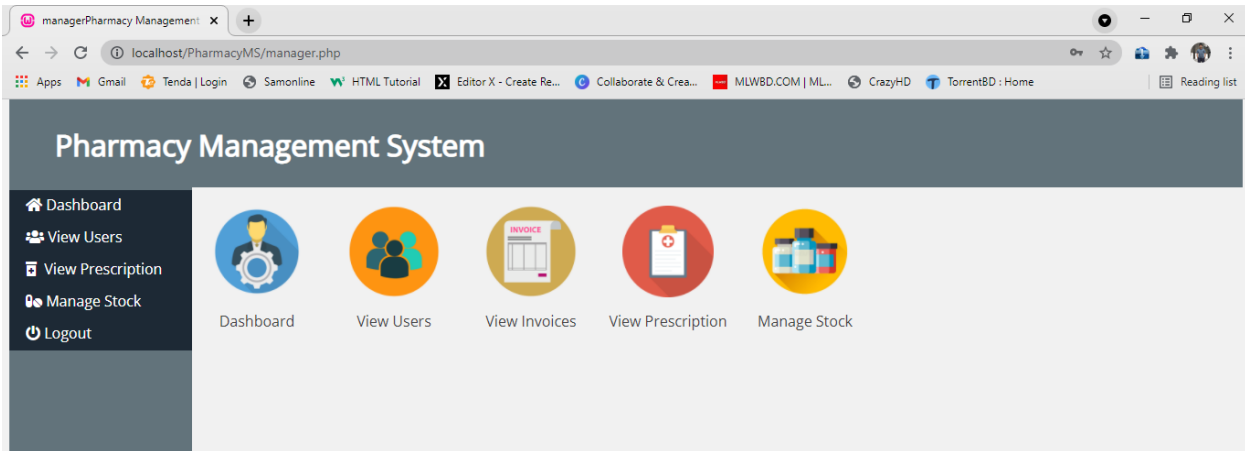 managerPharmacy Management
localhost/PharmacyMS/manager.php
Apps Gmail Tenda | Login Samonline HTML Tutorial Editor X - Create Re... Collaborate & Crea... MLWBD.COM | ML... CrazyHD TorrentBD : Home Reading list
Pharmacy Management System
Dashboard
View Users
View Prescription
Manage Stock
Logout
INVOICE
Dashboard View Users View Invoices View Prescription Manage Stock